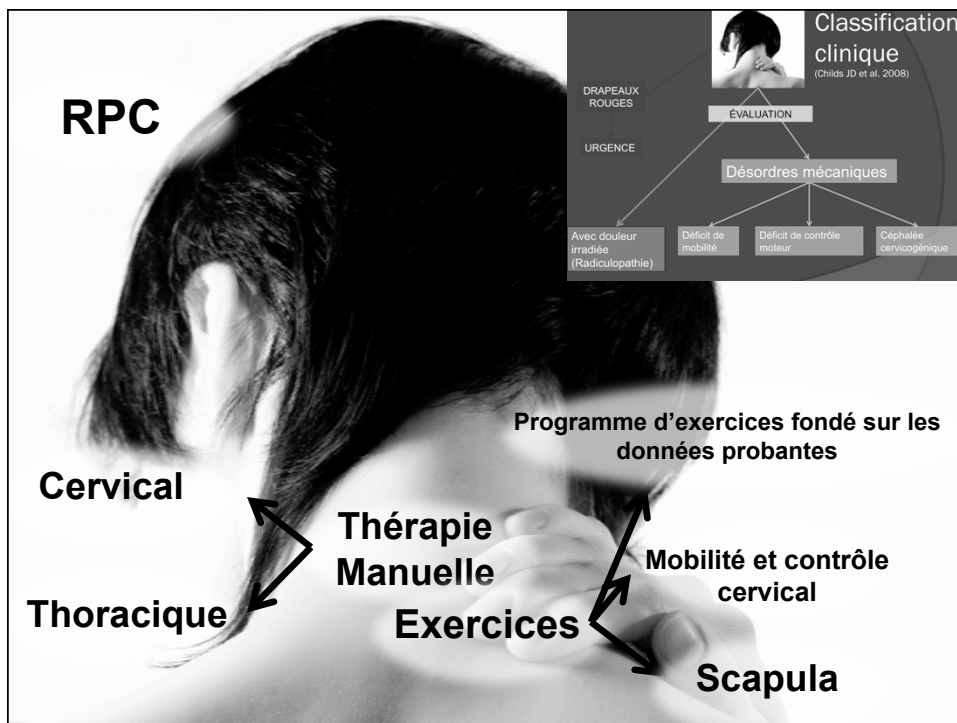 RPC
Classification
clinique
(Childs JD et al. 2008)
DRAPEAUX
ROUGES
ÉVALUATION
URGENCE
Désordres mécaniques
Avec douleur
irradiée
(Radiculopathie)
Déficit de
mobilité
Déficit de contrôle
moteur
Céphalée
cervicogénique
Programme d’exercices fondé sur les
données probantes
Cervical
Thérapie
Manuelle
Mobilité et contrôle
cervical
Thoracique
Exercices
Scapula